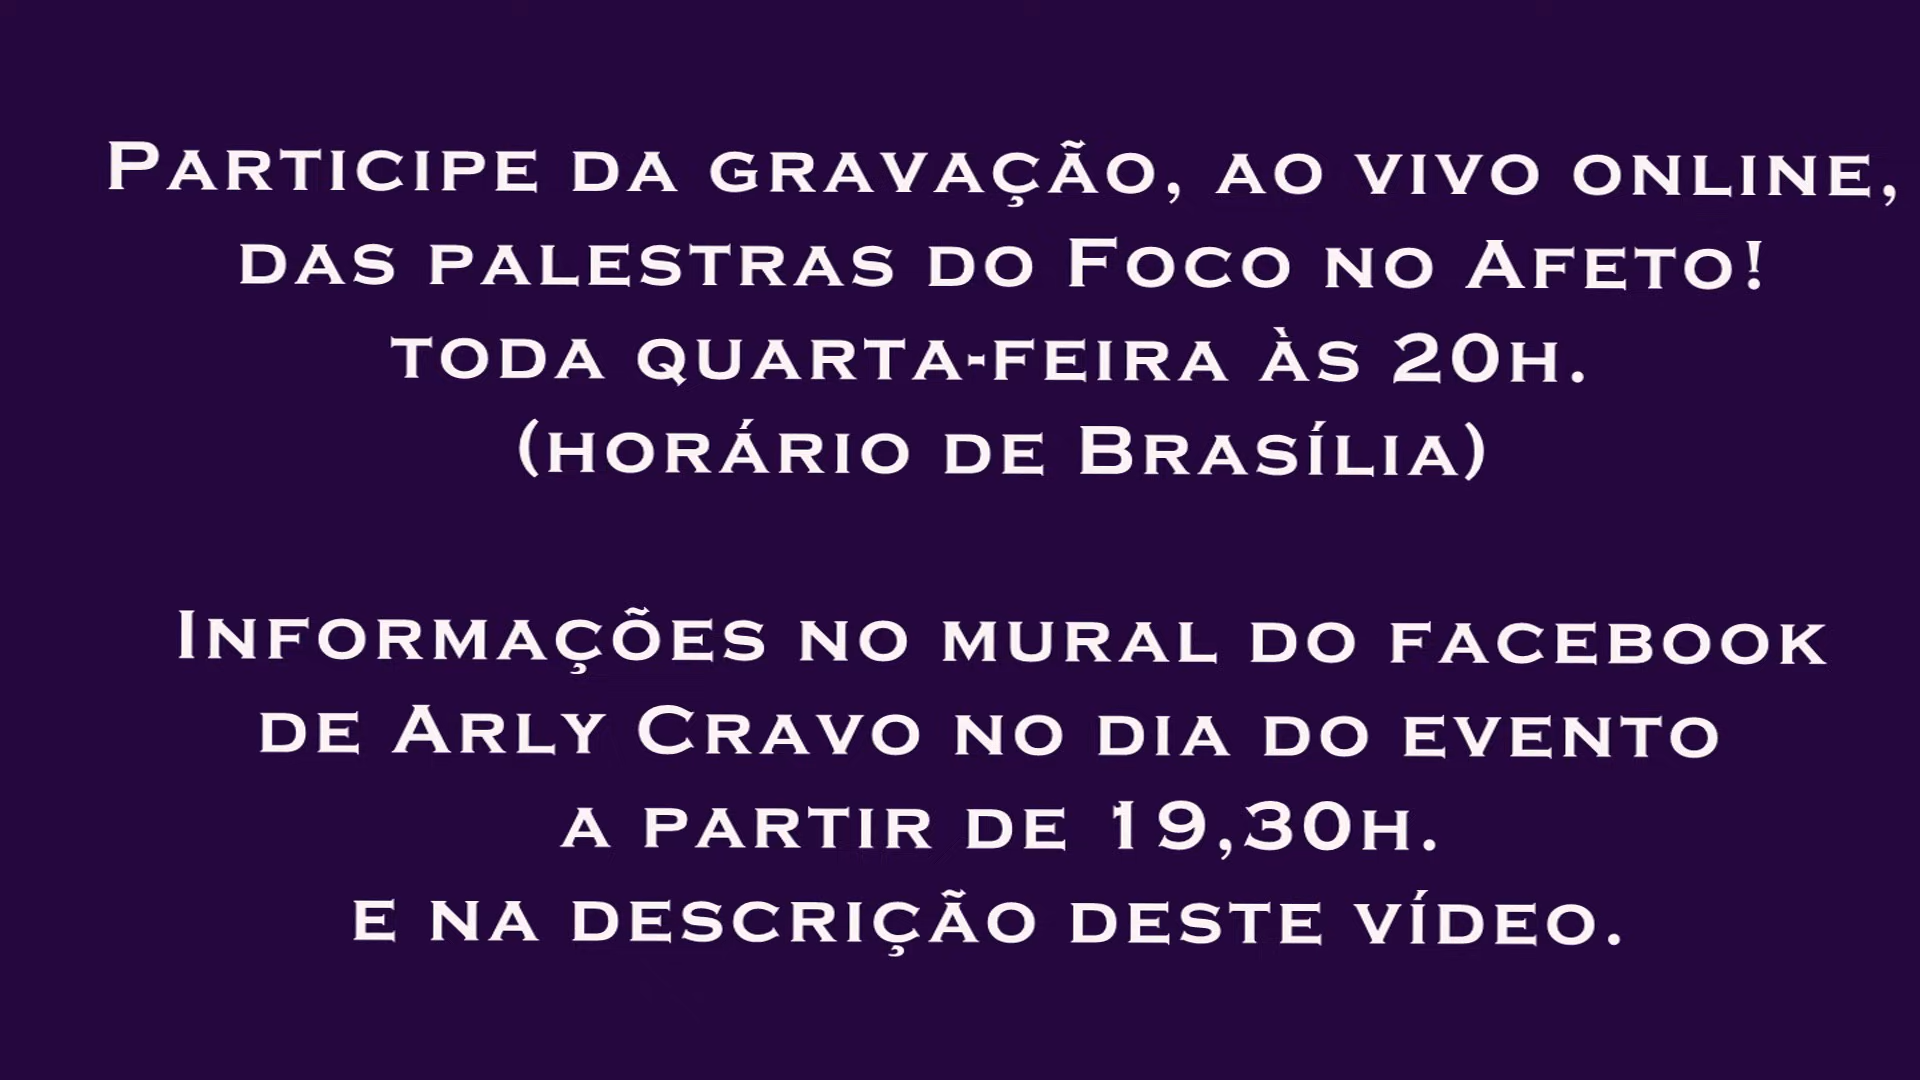 Participe da gravação, ao vivo online,
das palestras do Foco no Afeto!
toda quarta-feira às 20h.
(horário de Brasília)
Informações no mural do facebook
de Arly Cravo no dia do evento
a partir de 19,30h.
e na descrição deste vídeo.